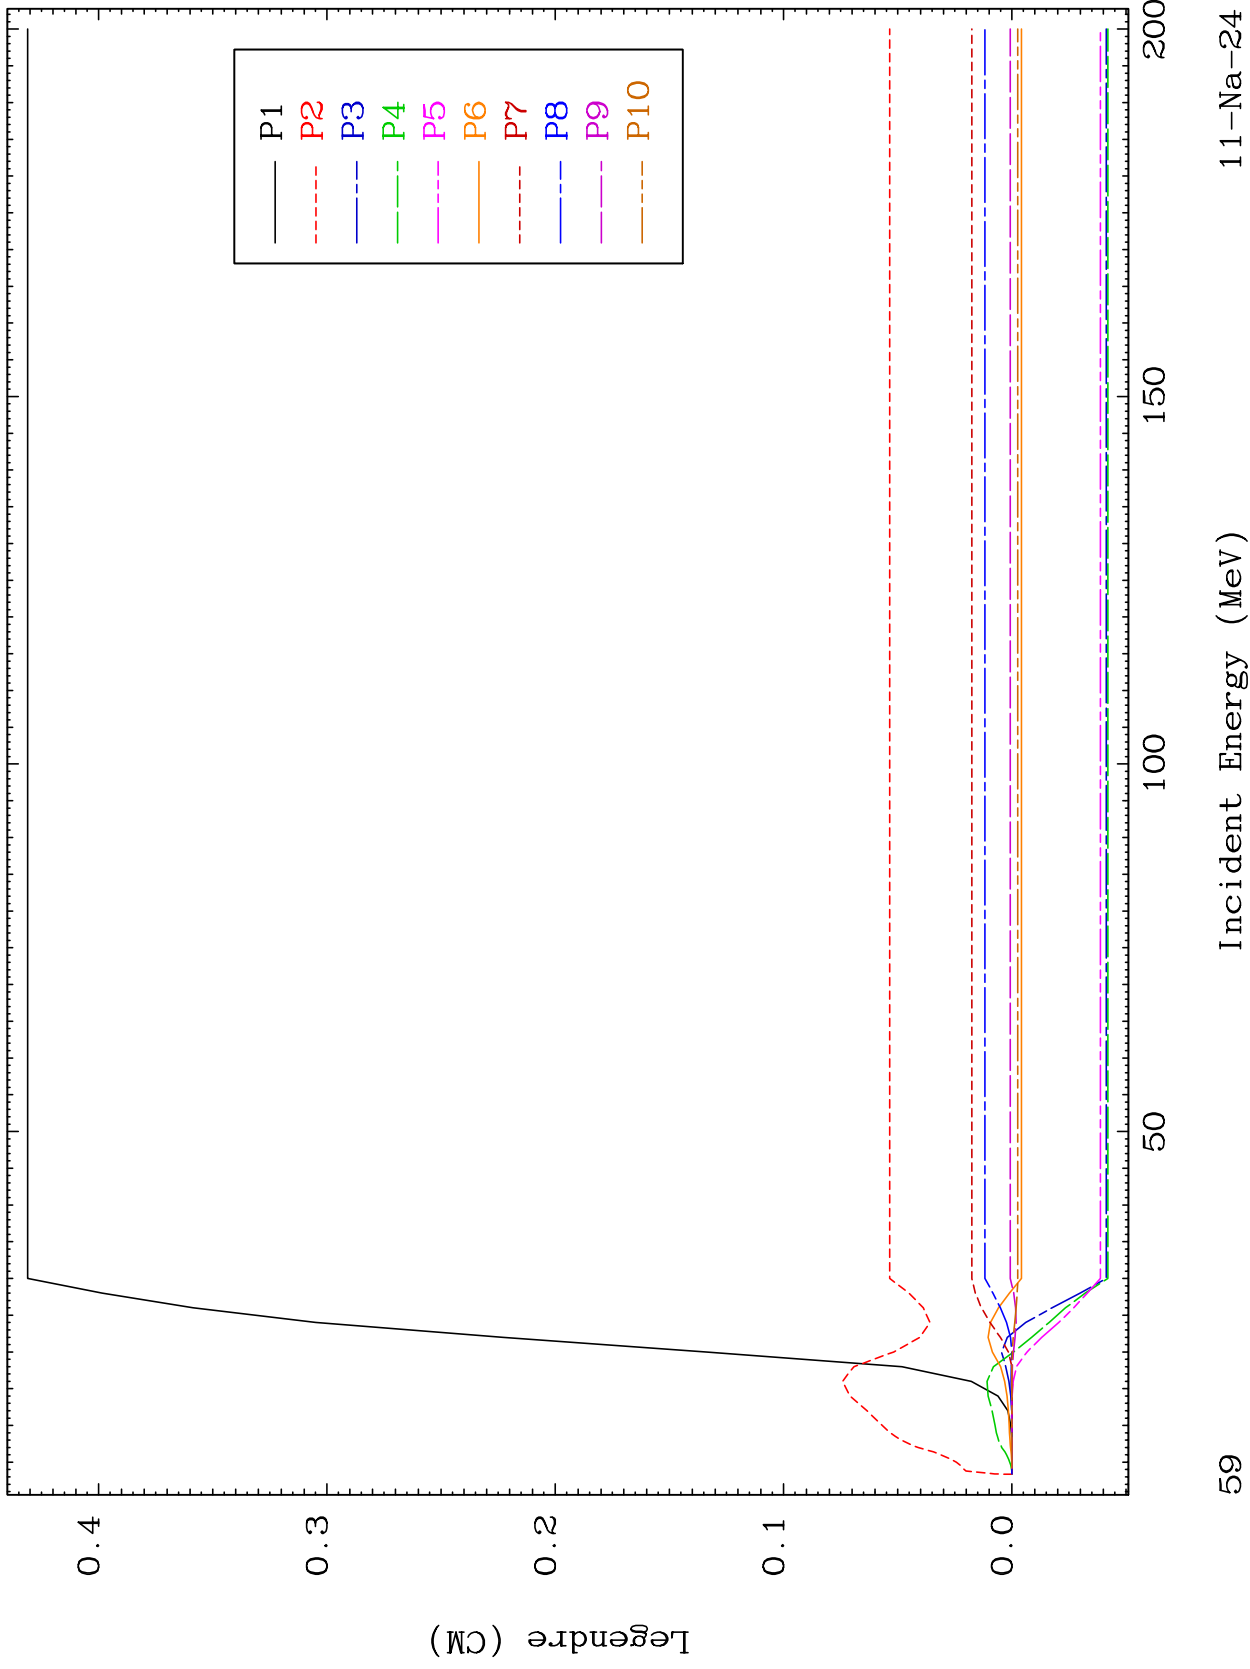 0.4
0.3
0.2
0.1
0.0
Legendre (CM)
P1
P2
P3
P4
P5
P6
P7
P8
P9
P10
50
100
150
200
Incident Energy (MeV)
59
11-Na-24